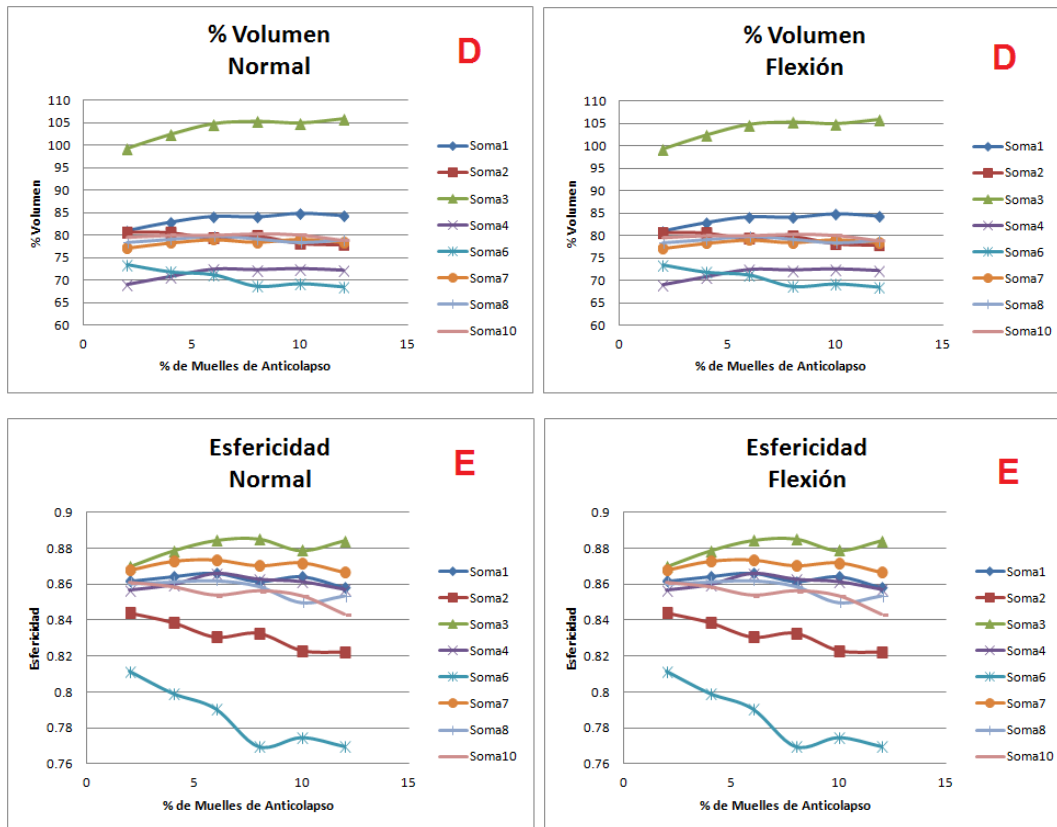 % Volumen
Normal
D
% Volumen
110
105
100
95
90
85
80
75
70
65
60
0
5
10
15
% de Muelles de Anticolapso
Soma1
Soma2
Soma3
Soma4
Soma6
Soma7
Soma8
Soma10
% Volumen
Flexión
D
% Volumen
110
105
100
95
90
85
80
75
70
65
60
0
5
10
15
% de Muelles de Anticolapso
Soma1
Soma2
Soma3
Soma4
Soma6
Soma7
Soma8
Soma10
Esfericidad
Normal
E
Esfericidad
0.9
0.88
0.86
0.84
0.82
0.8
0.78
0.76
0
5
10
15
% de Muelles de Anticolapso
Soma1
Soma2
Soma3
Soma4
Soma6
Soma7
Soma8
Soma10
Esfericidad
Flexión
E
Esfericidad
0.9
0.88
0.86
0.84
0.82
0.8
0.78
0.76
0
5
10
15
% de Muelles de Anticolapso
Soma1
Soma2
Soma3
Soma4
Soma6
Soma7
Soma8
Soma10